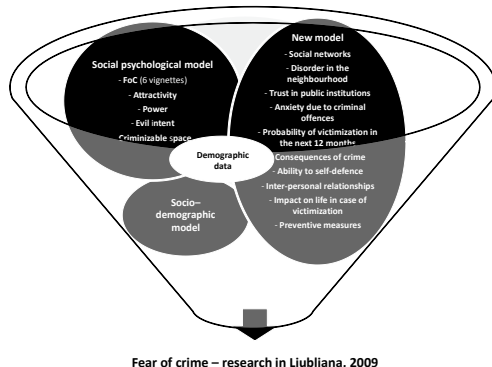 Social psychological model
- FoC (6 vignettes)
- Attractivity
- Power
- Evil intent
Criminizable space
New model
- Social networks
- Disorder in the
neighbourhood
- Trust in public institutions
- Anxiety due to criminal
offences
- Probability of victimization in
the next 12 months
Consequences of crime
- Ability to self-defence
- Inter-personal relationships
- Impact on life in case of
victimization
- Preventive measures
Demographic
data
Socio–
demographic
model
Fear of crime – research in Ljubljana, 2009